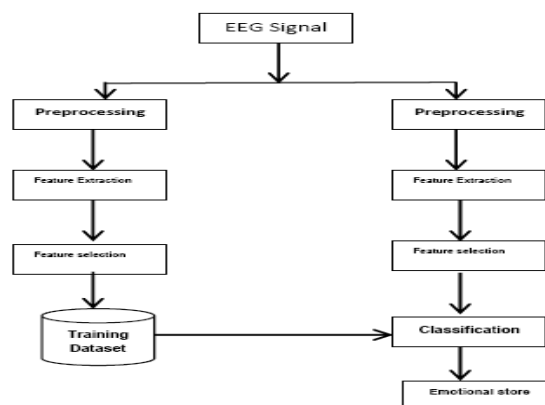 EEG Signal
Preprocessing
Preprocessing
Feature Extraction
Feature Extraction
Feature selection
Feature selection
Training
Dataset
Classification
Emotional store